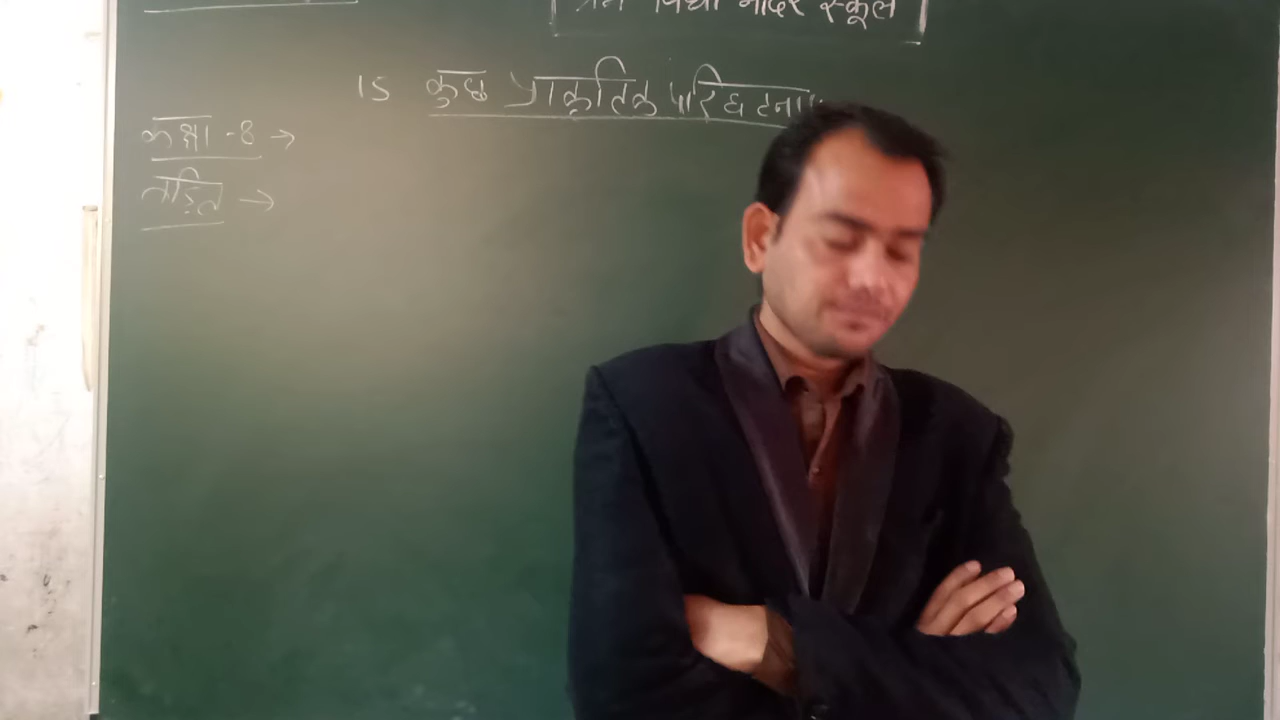 विद्या मंदिर स्कूल
15 कुछ प्राकृतिक परिघटनाएं
कक्षा -8 →
तड़ित →